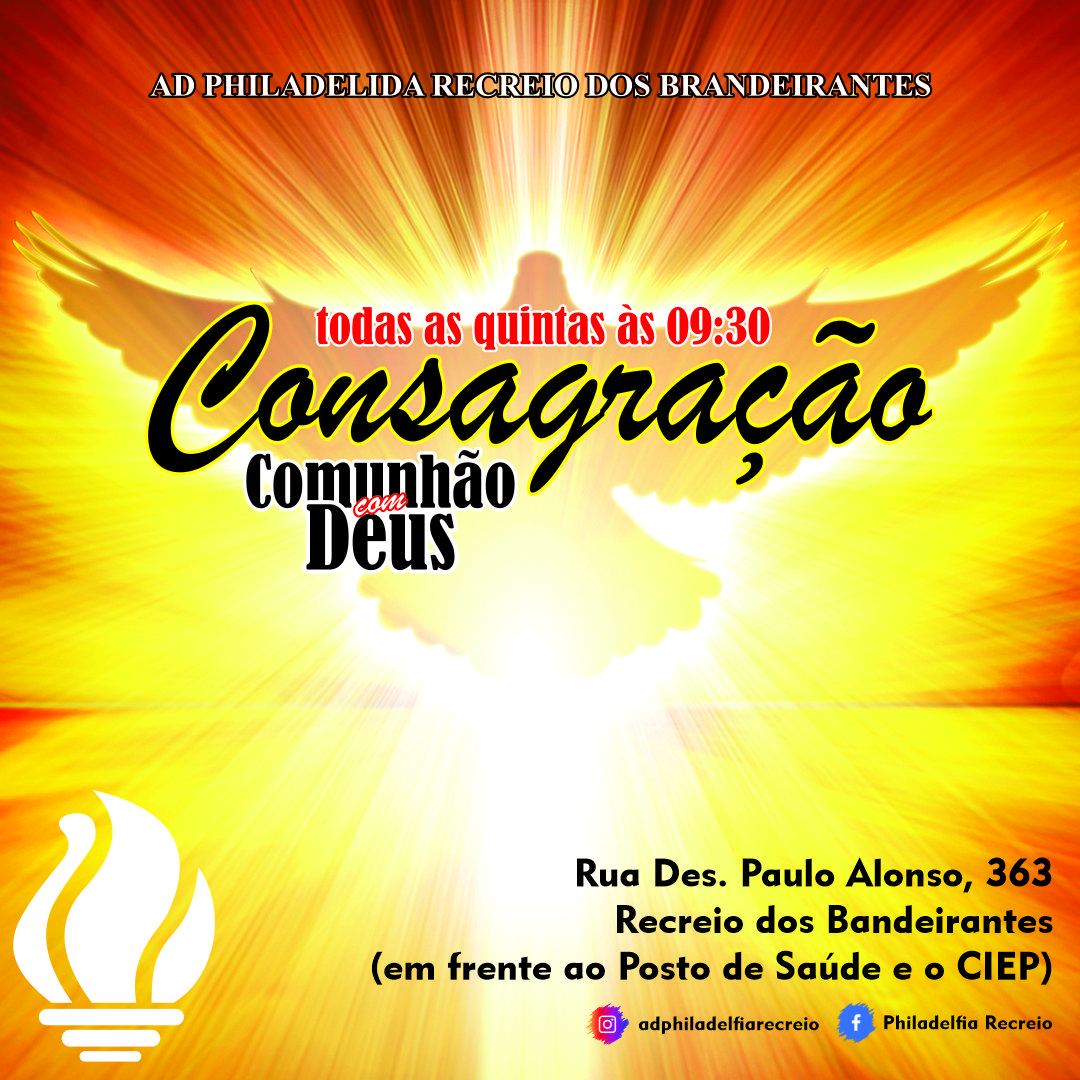 AD PHILADELIDA RECREIO DOS BRANDEIRANTES
todas as quintas às 09:30
Consagração
Comunhão
com
Deus
Rua Des. Paulo Alonso, 363
Recreio dos Bandeirantes
(em frente ao Posto de Saúde e o CIEP)
adphiladelfiarecreio Philadelfia Recreio